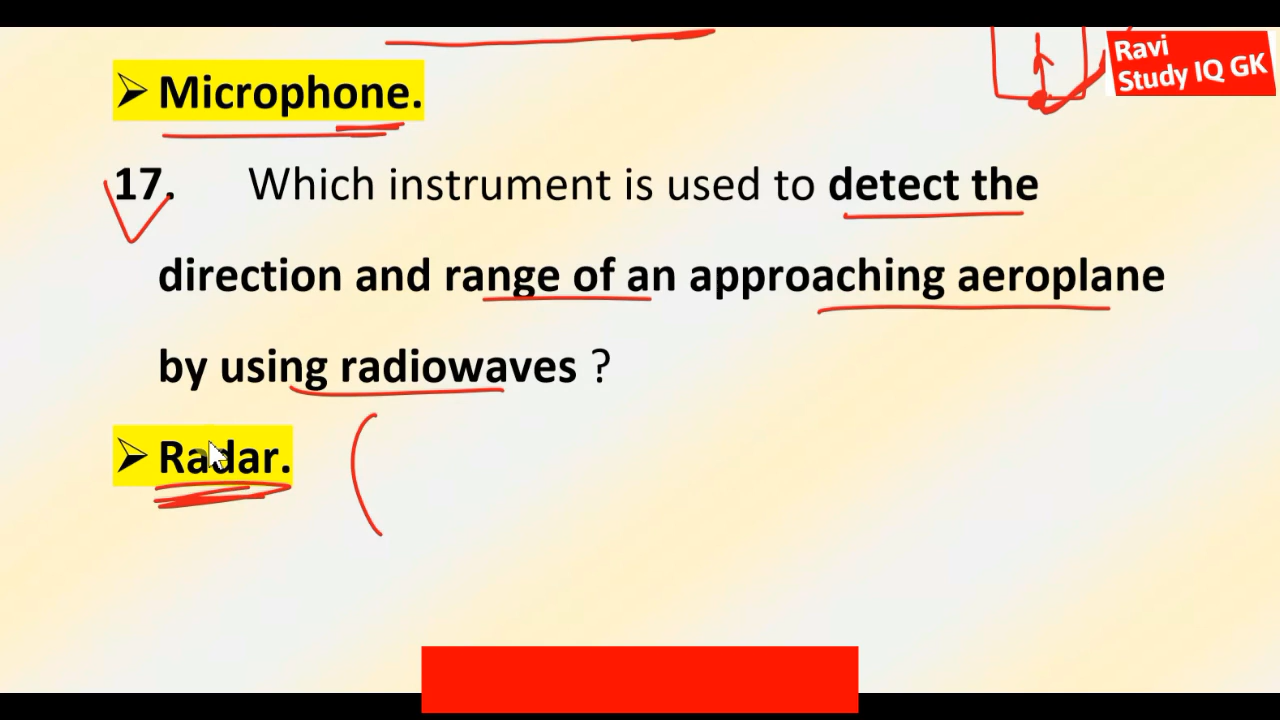 Ravi
Study IQ GK
➢ Microphone.
17. Which instrument is used to detect the
direction and range of an approaching aeroplane
by using radiowaves ?
➢ Radar.